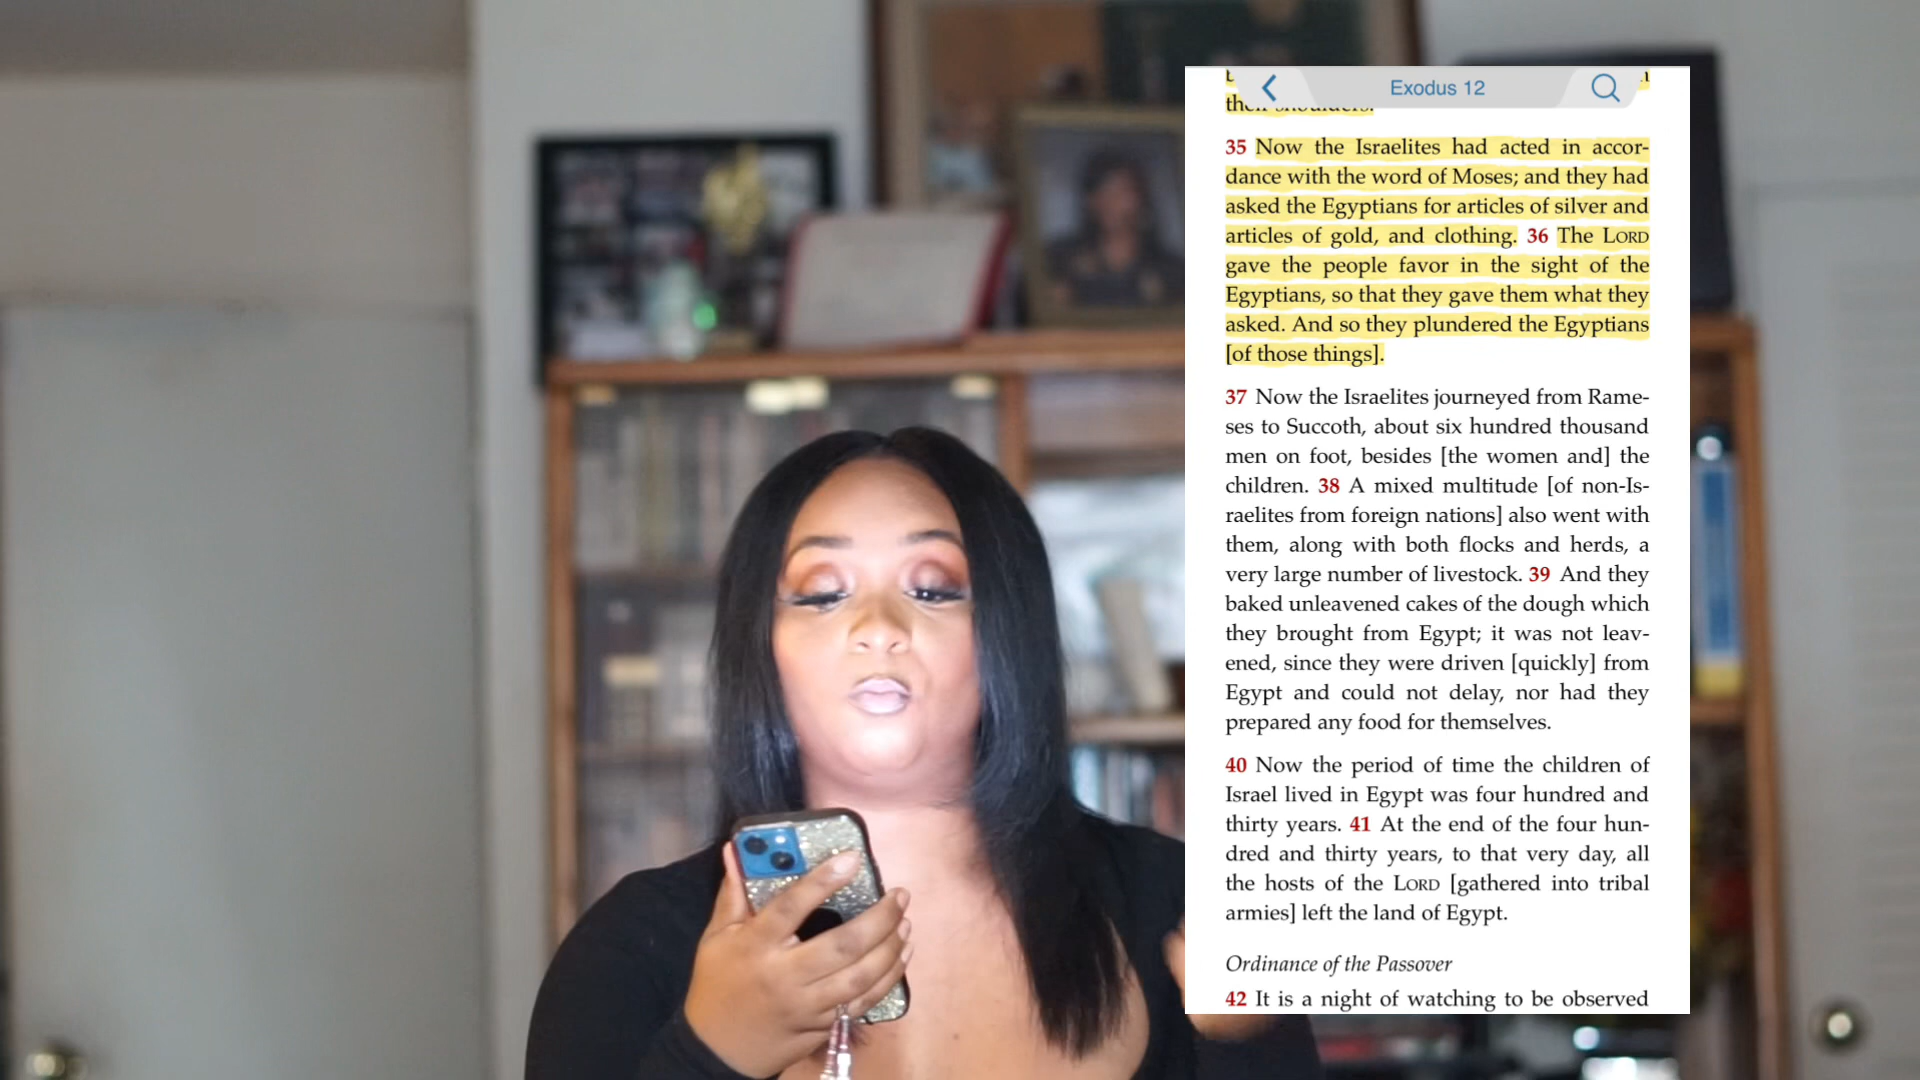 Exodus 12
their shoulders.
35 Now the Israelites had acted in accor-
dance with the word of Moses; and they had
asked the Egyptians for articles of silver and
articles of gold, and clothing. 36 The LORD
gave the people favor in the sight of the
Egyptians, so that they gave them what they
asked. And so they plundered the Egyptians
[of those things].
37 Now the Israelites journeyed from Rame-
ses to Succoth, about six hundred thousand
men on foot, besides [the women and] the
children. 38 A mixed multitude [of non-Is-
raelites from foreign nations] also went with
them, along with both flocks and herds, a
very large number of livestock. 39 And they
baked unleavened cakes of the dough which
they brought from Egypt; it was not leav-
ened, since they were driven [quickly] from
Egypt and could not delay, nor had they
prepared any food for themselves.
40 Now the period of time the children of
Israel lived in Egypt was four hundred and
thirty years. 41 At the end of the four hun-
dred and thirty years, to that very day, all
the hosts of the LORD [gathered into tribal
armies] left the land of Egypt.
Ordinance of the Passover
42 It is a night of watching to be observed